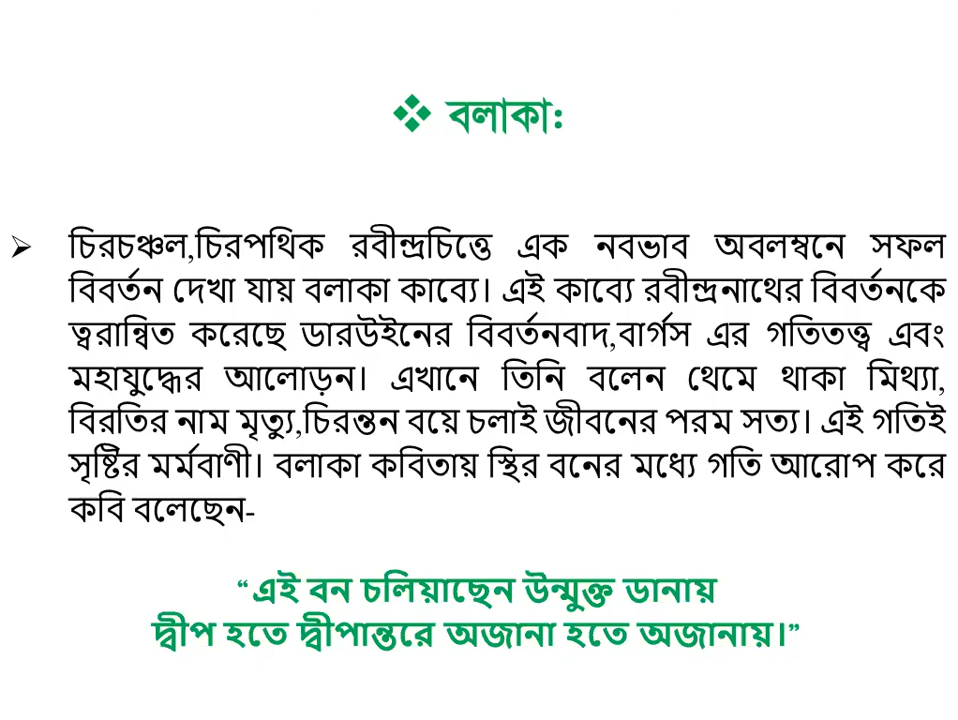 ❖ বলাকা:
➢ চিরচঞ্চল,চিরপথিক রবীন্দ্রচিত্তে এক নবভাব অবলম্বনে সফল
বিবর্তন দেখা যায় বলাকা কাব্যে। এই কাব্যে রবীন্দ্রনাথের বিবর্তনকে
ত্বরান্বিত করেছে ডারউইনের বিবর্তনবাদ,বার্গস এর গতিতত্ত্ব এবং
মহাযুদ্ধের আলোড়ন। এখানে তিনি বলেন থেমে থাকা মিথ্যা,
বিরতির নাম মৃত্যু,চিরন্তন বয়ে চলাই জীবনের পরম সত্য। এই গতিই
সৃষ্টির মর্মবাণী। বলাকা কবিতায় স্থির বনের মধ্যে গতি আরোপ করে
কবি বলেছেন-
“এই বন চলিয়াছেন উন্মুক্ত ডানায়
দ্বীপ হতে দ্বীপান্তরে অজানা হতে অজানায়।”